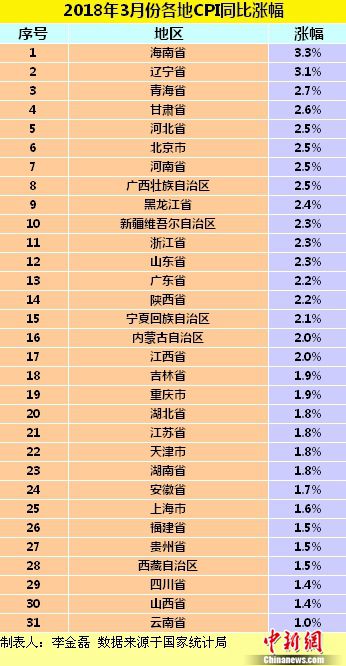 2018年3月份各地CPI同比涨幅
序号 地区 涨幅
1 海南省 3.3%
2 辽宁省 3.1%
3 青海省 2.7%
4 甘肃省 2.6%
5 河北省 2.5%
6 北京市 2.5%
7 河南省 2.5%
8 广西壮族自治区 2.5%
9 黑龙江省 2.4%
10 新疆维吾尔自治区 2.3%
11 浙江省 2.3%
12 山东省 2.3%
13 广东省 2.2%
14 陕西省 2.2%
15 宁夏回族自治区 2.1%
16 内蒙古自治区 2.0%
17 江西省 2.0%
18 吉林省 1.9%
19 重庆市 1.9%
20 湖北省 1.8%
21 江苏省 1.8%
22 天津市 1.8%
23 湖南省 1.8%
24 安徽省 1.7%
25 上海市 1.6%
26 福建省 1.5%
27 贵州省 1.5%
28 西藏自治区 1.5%
29 四川省 1.4%
30 山西省 1.4%
31 云南省 1.0%
制表人：李金磊 数据来源于国家统计局
中新网
www.chinanews.com